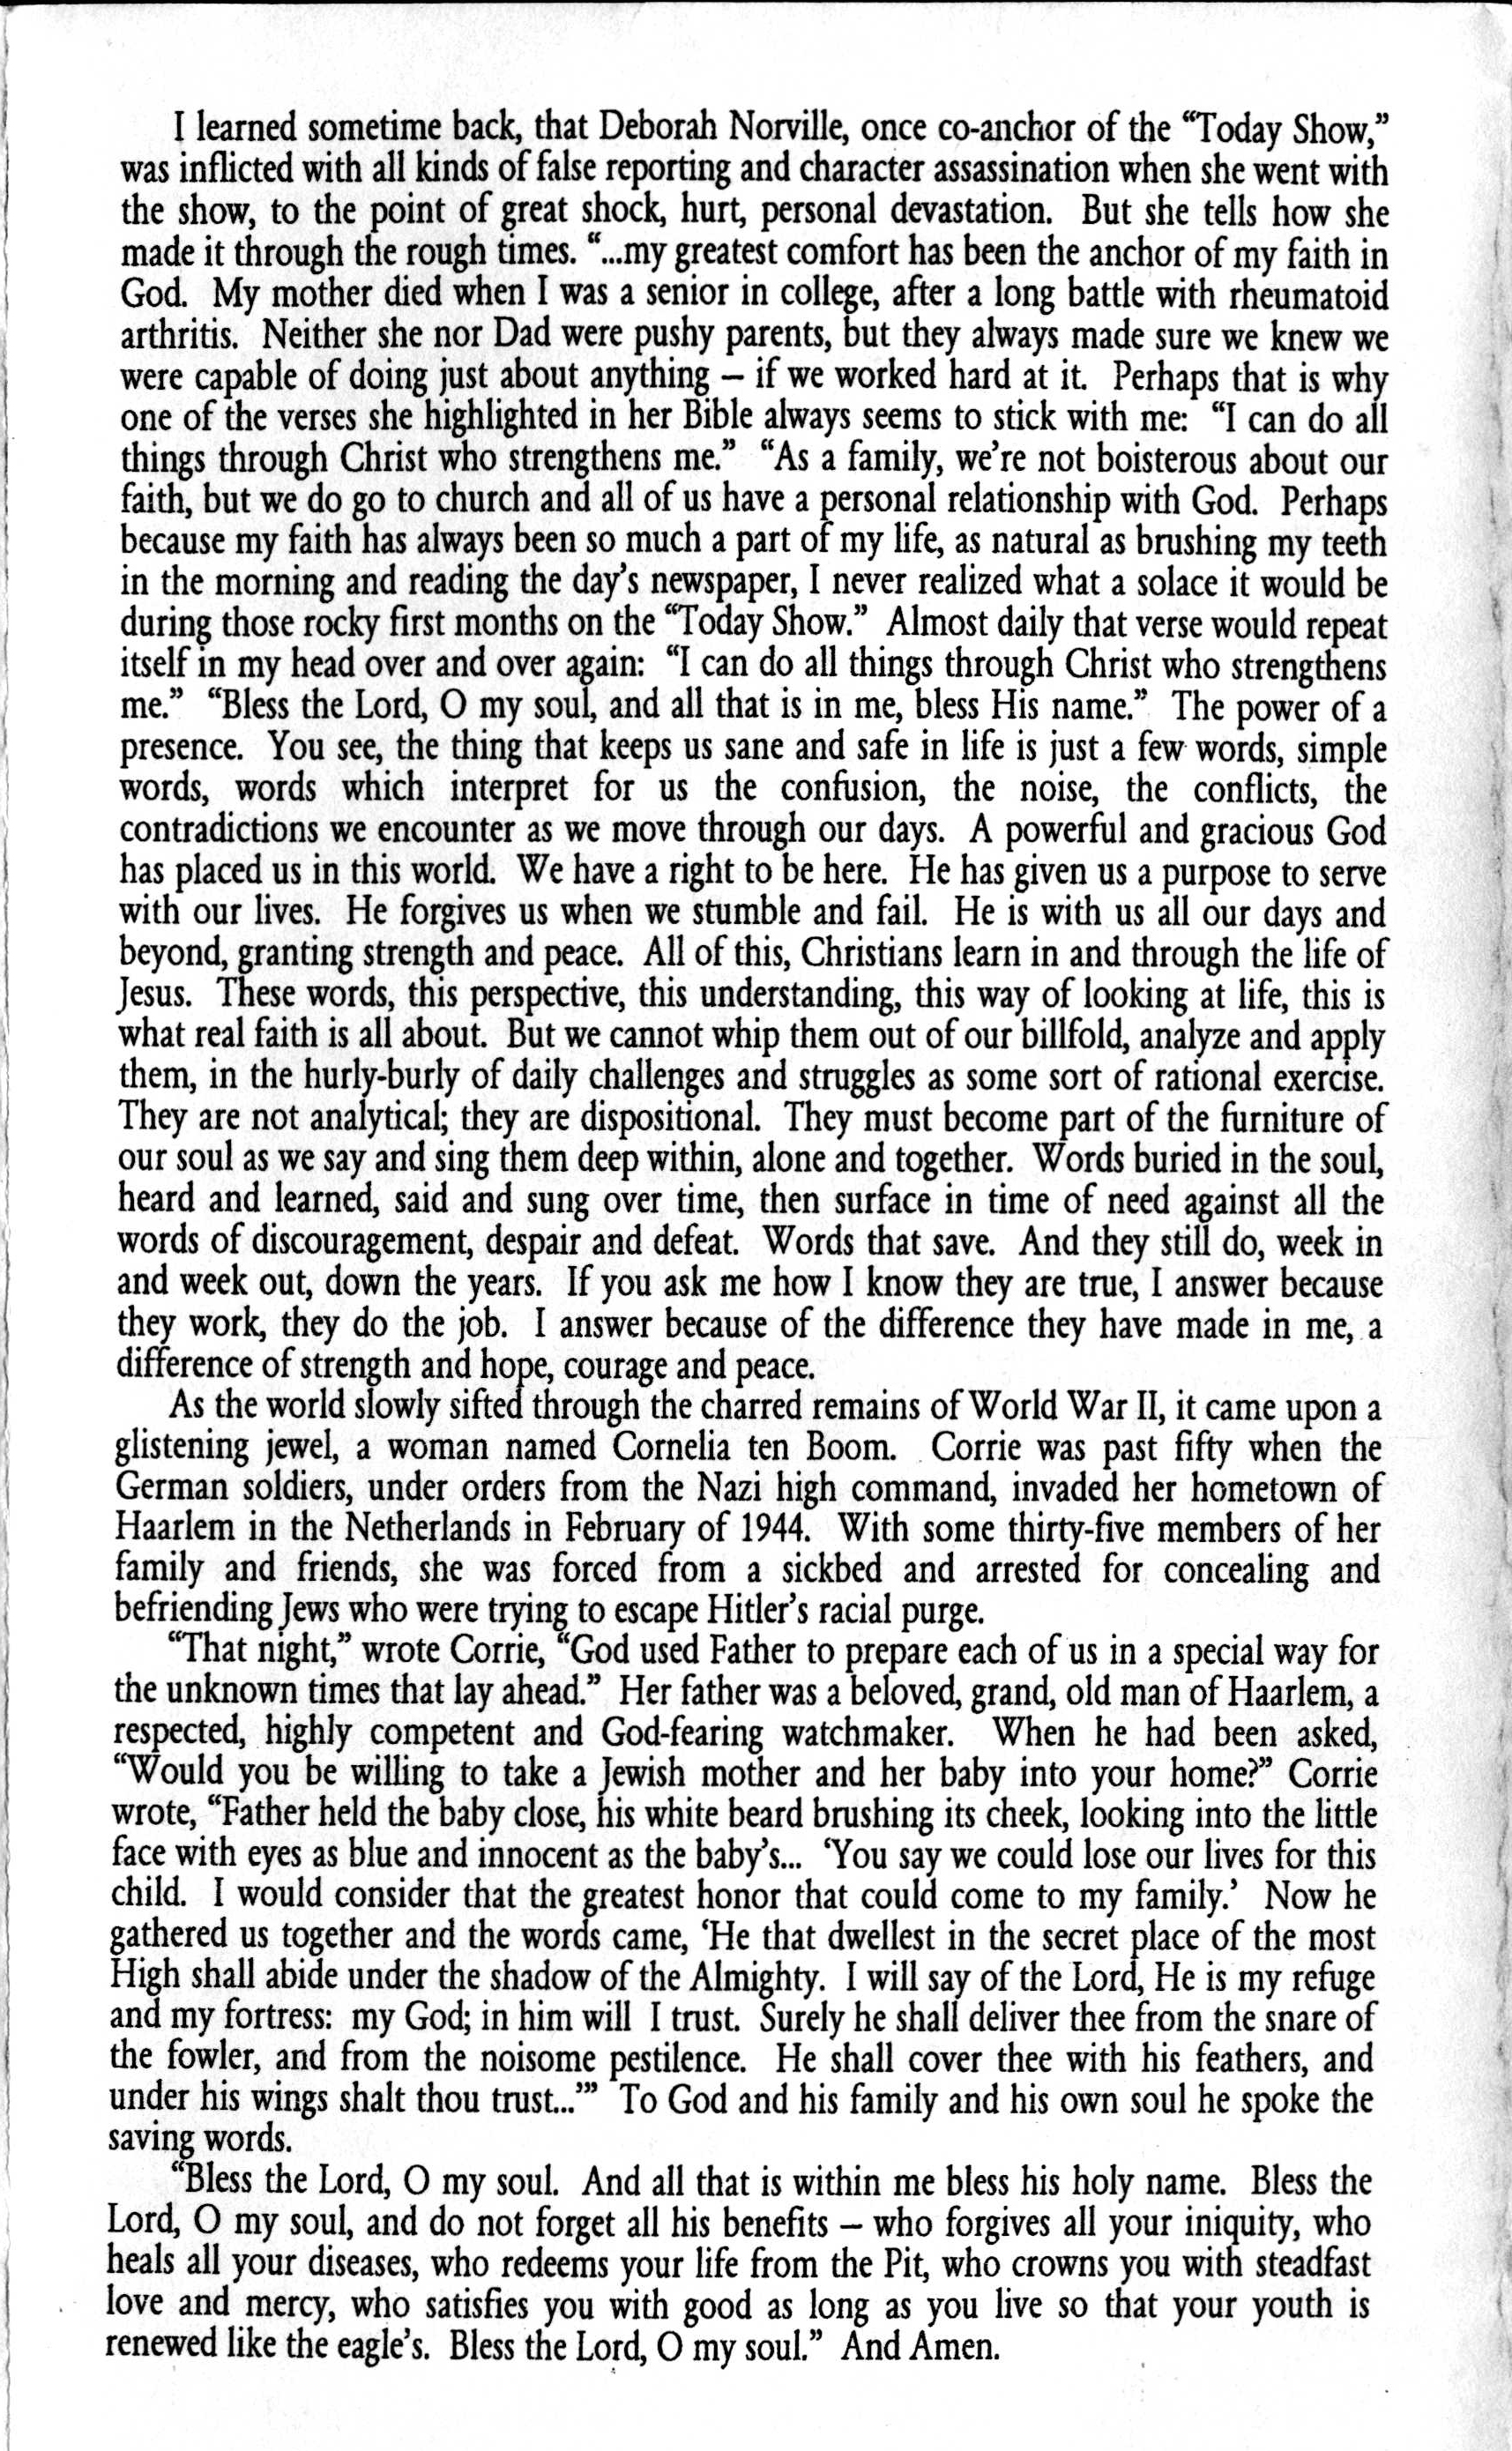 I learned sometime back, that Deborah Norville, once co-anchor of the “Today Show,”
was inflicted with all kinds of false reporting and character assassination when she went with
the show, to the point of great shock, hurt, personal devastation. But she tells how she
made it through the rough times. “...my greatest comfort has been the anchor of my faith in
God. My mother died when I was a senior in college, after a long battle with rheumatoid
arthritis. Neither she nor Dad were pushy parents, but they always made sure we knew we
were capable of doing just about anything – if we worked hard at it. Perhaps that is why
one of the verses she highlighted in her Bible always seems to stick with me: “I can do all
things through Christ who strengthens me.” “As a family, we’re not boisterous about our
faith, but we do go to church and all of us have a personal relationship with God. Perhaps
because my faith has always been so much a part of my life, as natural as brushing my teeth
in the morning and reading the day’s newspaper, I never realized what a solace it would be
during those rocky first months on the “Today Show.” Almost daily that verse would repeat
itself in my head over and over again: “I can do all things through Christ who strengthens
me.” “Bless the Lord, O my soul, and all that is in me, bless His name.” The power of a
presence. You see, the thing that keeps us sane and safe in life is just a few words, simple
words, words which interpret for us the confusion, the noise, the conflicts, the
contradictions we encounter as we move through our days. A powerful and gracious God
has placed us in this world. We have a right to be here. He has given us a purpose to serve
with our lives. He forgives us when we stumble and fail. He is with us all our days and
beyond, granting strength and peace. All of this, Christians learn in and through the life of
Jesus. These words, this perspective, this understanding, this way of looking at life, this is
what real faith is all about. But we cannot whip them out of our billfold, analyze and apply
them, in the hurly-burly of daily challenges and struggles as some sort of rational exercise.
They are not analytical; they are dispositional. They must become part of the furniture of
our soul as we say and sing them deep within, alone and together. Words buried in the soul,
heard and learned, said and sung over time, then surface in time of need against all the
words of discouragement, despair and defeat. Words that save. And they still do, week in
and week out, down the years. If you ask me how I know they are true, I answer because
they work, they do the job. I answer because of the difference they have made in me, a
difference of strength and hope, courage and peace.
As the world slowly sifted through the charred remains of World War II, it came upon a
glistening jewel, a woman named Cornelia ten Boom. Corrie was past fifty when the
German soldiers, under orders from the Nazi high command, invaded her hometown of
Haarlem in the Netherlands in February of 1944. With some thirty-five members of her
family and friends, she was forced from a sickbed and arrested for concealing and
befriending Jews who were trying to escape Hitler’s racial purge.
“That night,” wrote Corrie, “God used Father to prepare each of us in a special way for
the unknown times that lay ahead.” Her father was a beloved, grand, old man of Haarlem, a
respected, highly competent and God-fearing watchmaker. When he had been asked,
“Would you be willing to take a Jewish mother and her baby into your home?” Corrie
wrote, “Father held the baby close, his white beard brushing its cheek, looking into the little
face with eyes as blue and innocent as the baby’s... ‘You say we could lose our lives for this
child. I would consider that the greatest honor that could come to my family.’ Now he
gathered us together and the words came, ‘He that dwellest in the secret place of the most
High shall abide under the shadow of the Almighty. I will say of the Lord, He is my refuge
and my fortress: my God; in him will I trust. Surely he shall deliver thee from the snare of
the fowler, and from the noisome pestilence. He shall cover thee with his feathers, and
under his wings shalt thou trust...’” To God and his family and his own soul he spoke the
saving words.
“Bless the Lord, O my soul. And all that is within me bless his holy name. Bless the
Lord, O my soul, and do not forget all his benefits – who forgives all your iniquity, who
heals all your diseases, who redeems your life from the Pit, who crowns you with steadfast
love and mercy, who satisfies you with good as long as you live so that your youth is
renewed like the eagle’s. Bless the Lord, O my soul.” And Amen.